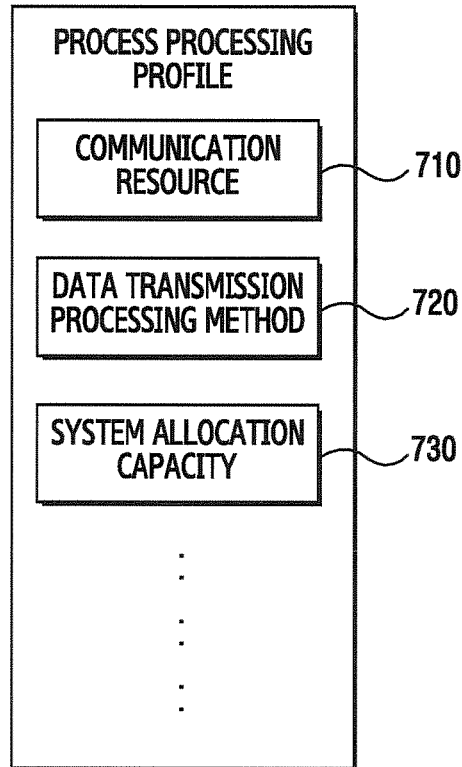 PROCESS PROCESSING
PROFILE
COMMUNICATION
RESOURCE
710
DATA TRANSMISSION
PROCESSING METHOD
720
SYSTEM ALLOCATION
CAPACITY
730